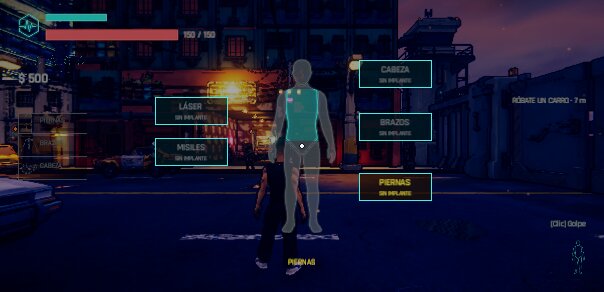 150 / 150
$ 500
CABEZA
SIN IMPLANTE
LÁSER
SIN IMPLANTE
RÓBATE UN CARRO - 7 m
PIERNAS
BRAZOS
SIN IMPLANTE
MISILES
SIN IMPLANTE
CABEZA
PIERNAS
SIN IMPLANTE
[Clic] Golpe
PIERNAS